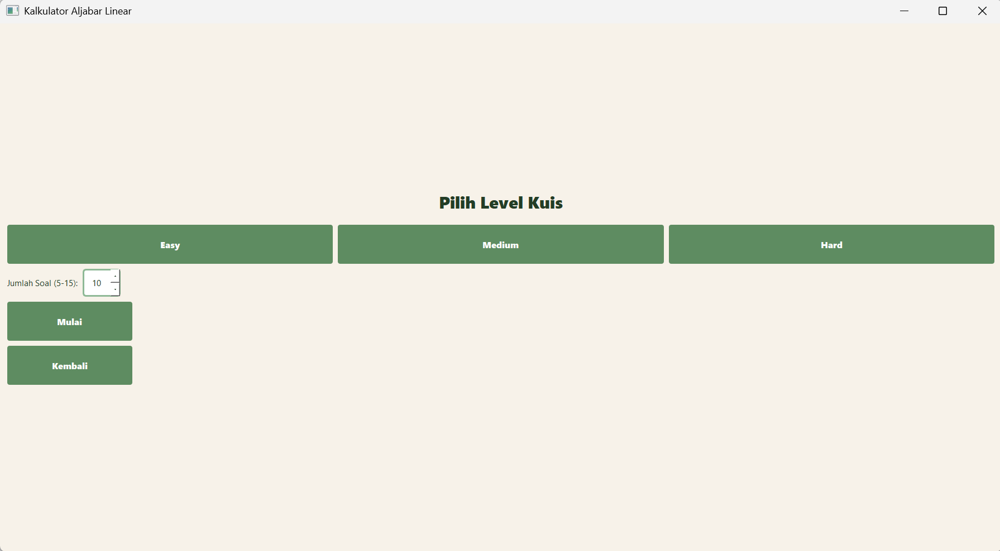 Kalkulator Aljabar Linear
Pilih Level Kuis
Easy
Medium
Hard
Jumlah Soal (5-15): 10
Mulai
Kembali